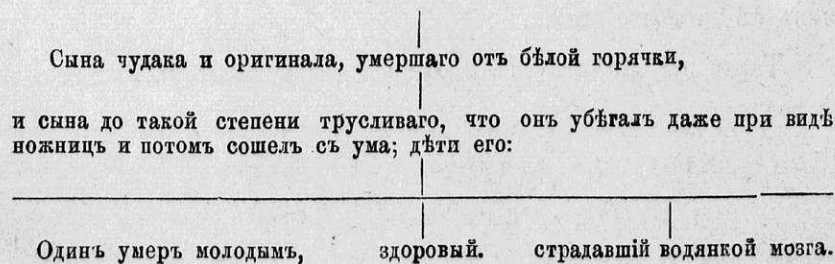 Сына чудака и оригинала, умершаго отъ бѣлой горячки,
и сына до такой степени трусливаго, что онъ убѣгалъ даже при видѣ
ножницъ и потомъ сошелъ съ ума; дѣти его:
Одинъ умеръ молодымъ, здоровый. страдавшій водянкой мозга.